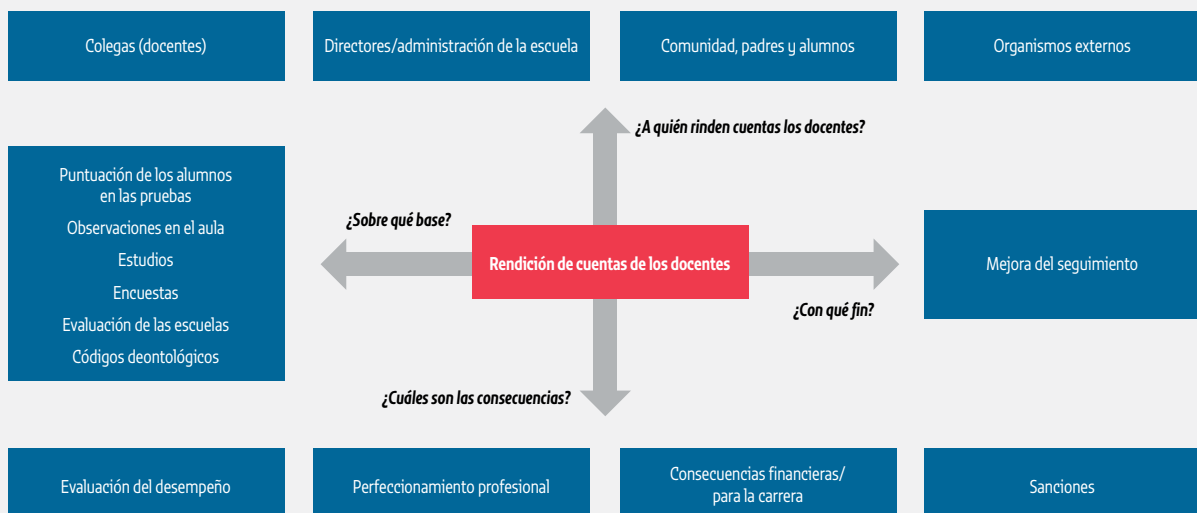 Colegas (docentes)
Directores/administración de la escuela
Comunidad, padres y alumnos
Organismos externos
¿A quién rinden cuentas los docentes?
Puntuación de los alumnos
en las pruebas
Observaciones en el aula
Estudios
Encuestas
Evaluación de las escuelas
Códigos deontológicos
¿Sobre qué base?
Rendición de cuentas de los docentes
Mejora del seguimiento
¿Con qué fin?
¿Cuáles son las consecuencias?
Evaluación del desempeño
Perfeccionamiento profesional
Consecuencias financieras/
para la carrera
Sanciones